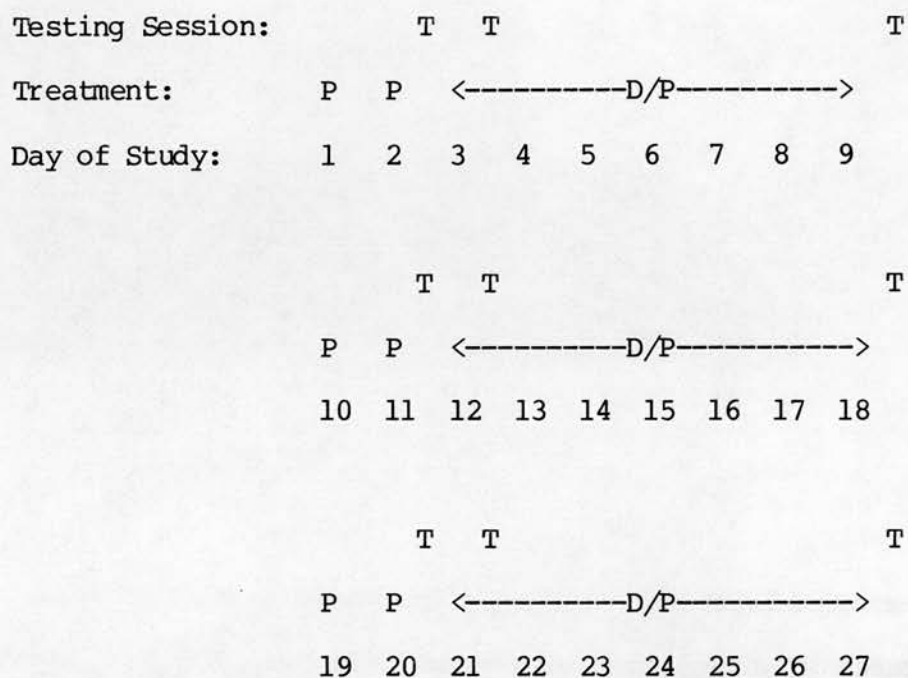 Testing Session: T T T
Treatment: P P <----------D/P----------->
Day of Study: 1 2 3 4 5 6 7 8 9
T T T
P P <----------D/P------------>
10 11 12 13 14 15 16 17 18
T T T
P P <----------D/P------------>
19 20 21 22 23 24 25 26 27